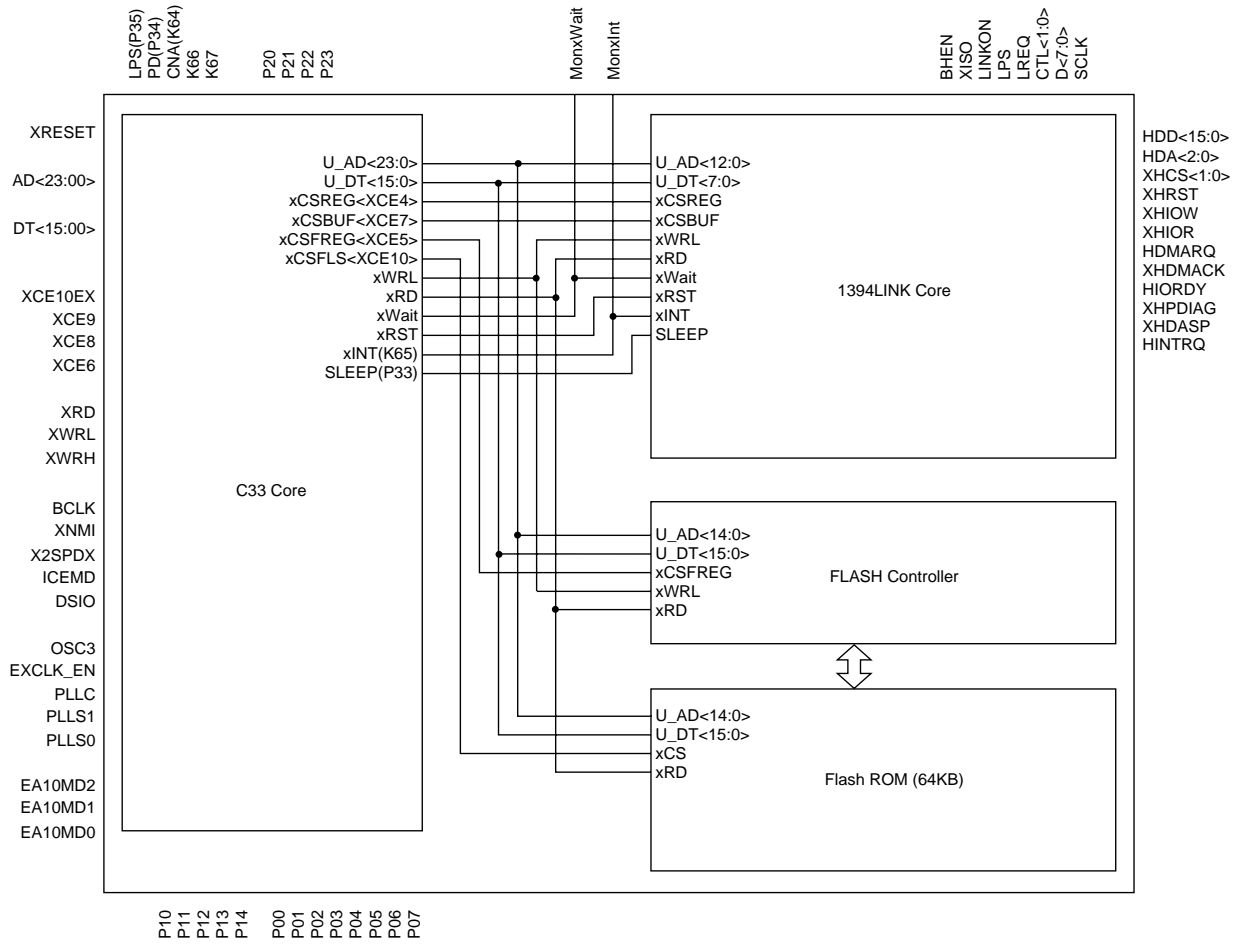 LPS(P35)
PD(P34)
CNA(K64)
K66
K67
P20
P21
P22
P23
MonxWait
MonxInt
BHEN
XISO
LINKON
LPS
LREQ
CTL<1:0>
D<7:0>
SCLK
XRESET
AD<23:00>
DT<15:00>
XCE10EX
XCE9
XCE8
XCE6
XRD
XWRL
XWRH
BCLK
XNMI
X2SPDX
ICEMD
DSIO
OSC3
EXCLK_EN
PLLC
PLLS1
PLLS0
EA10MD2
EA10MD1
EA10MD0
U_AD<23:0>
U_DT<15:0>
xCSREG<XCE4>
xCSBUF<XCE7>
xCSFREG<XCE5>
xCSFLS<XCE10>
xWRL
xRD
xWait
xRST
xINT(K65)
SLEEP(P33)
C33 Core
U_AD<12:0>
U_DT<7:0>
xCSREG
xCSBUF
xWRL
xRD
xWait
xRST
xINT
SLEEP
1394LINK Core
U_AD<14:0>
U_DT<15:0>
xCSFREG
xWRL
xRD
FLASH Controller
U_AD<14:0>
U_DT<15:0>
xCS
xRD
Flash ROM (64KB)
HDD<15:0>
HDA<2:0>
XHCS<1:0>
XHRST
XHIOW
XHIOR
HDMARQ
XHDMACK
HIORDY
XHPDIAG
XHDASP
HINTRQ
P10
P11
P12
P13
P14
P00
P01
P02
P03
P04
P05
P06
P07